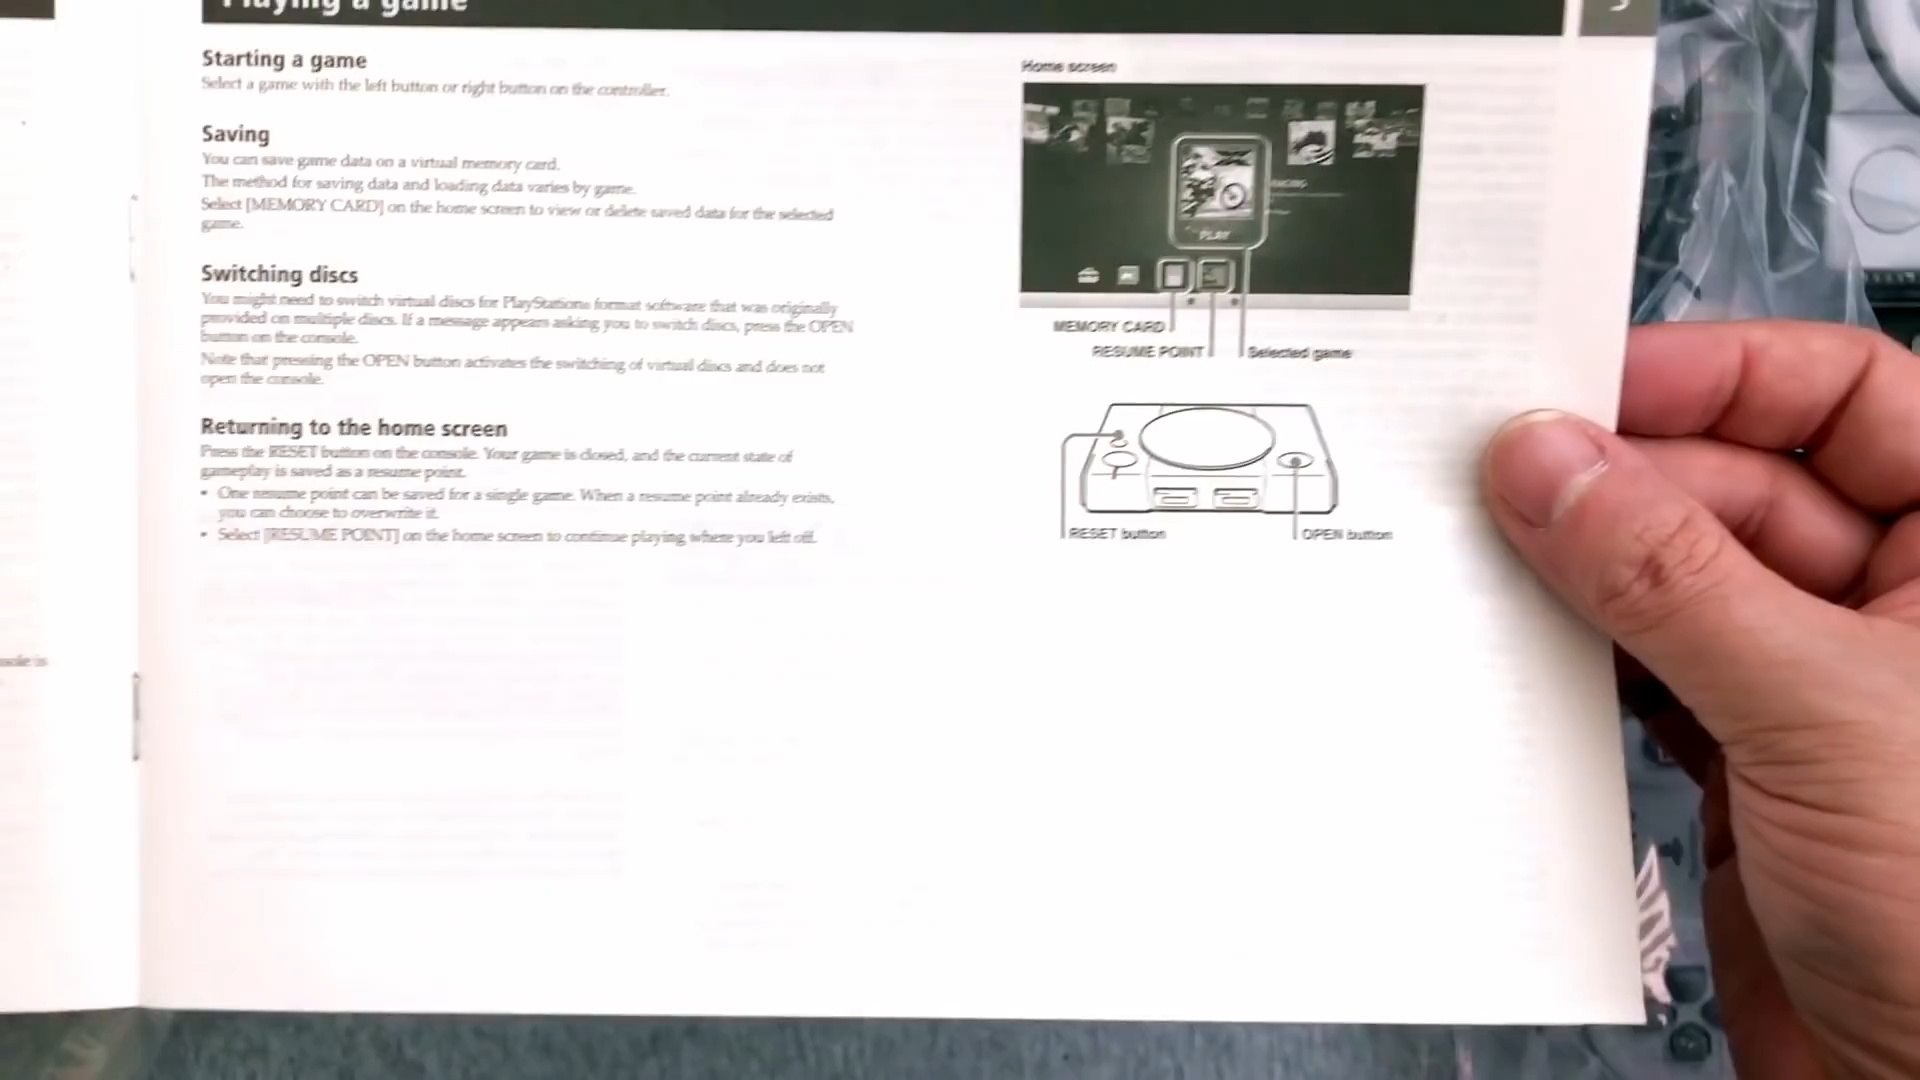 Playing a game
Starting a game
Select a game with the left button or right button on the controller.
Saving
You can save game data on a virtual memory card.
The method for saving data and loading data varies by game.
Select [MEMORY CARD] on the home screen to view or delete saved data for the selected
game.
Switching discs
You might need to switch virtual discs for PlayStation® format software that was originally
provided on multiple discs. If a message appears asking you to switch discs, press the OPEN
button on the console.
Note that pressing the OPEN button activates the switching of virtual discs and does not
open the console.
Returning to the home screen
Press the RESET button on the console. Your game is closed, and the current state of
gameplay is saved as a resume point.
• One resume point can be saved for a single game. When a resume point already exists,
you can choose to overwrite it.
• Select [RESUME POINT] on the home screen to continue playing where you left off.
Home screen
PLAY
MEMORY CARD
RESUME POINT
Selected game
RESET button
OPEN button